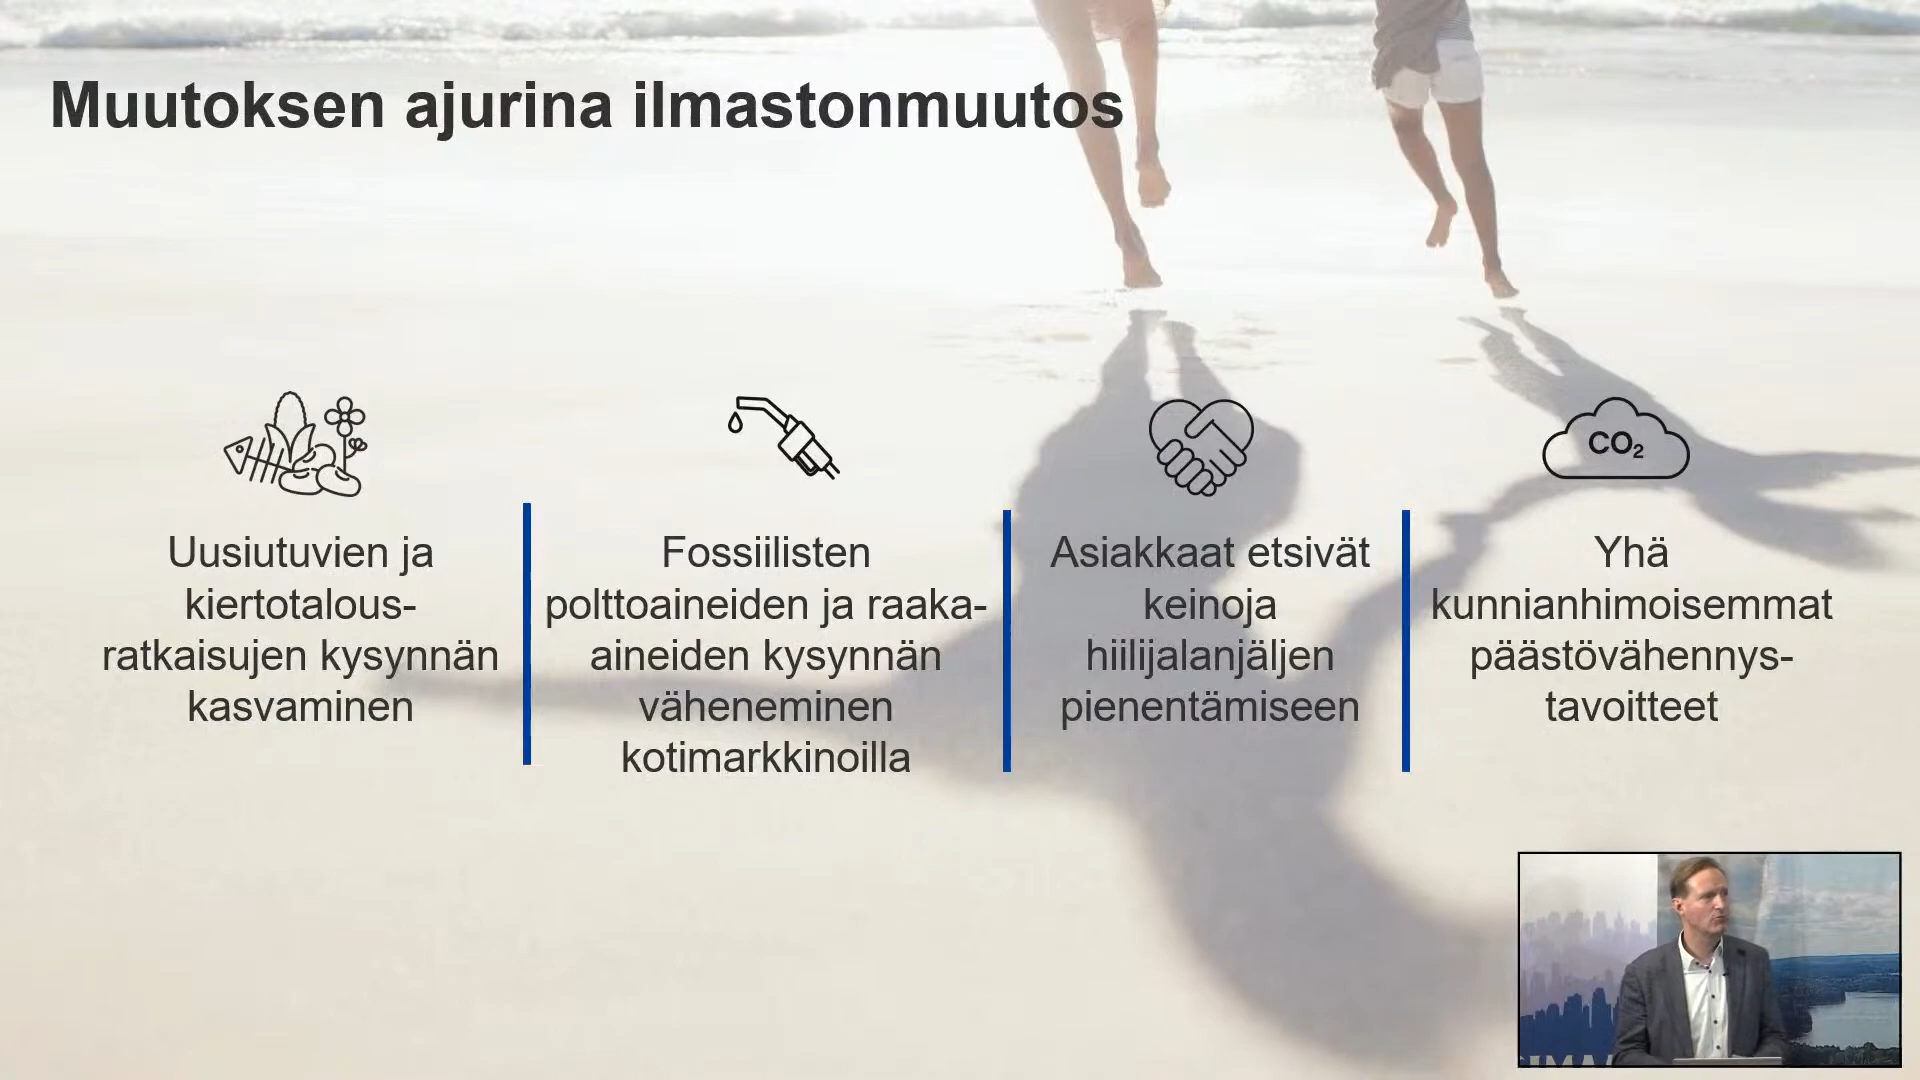 Muutoksen ajurina ilmastonmuutos
CO₂
Uusiutuvien ja
kiertotalous-
ratkaisujen kysynnän
kasvaminen
Fossiilisten
polttoaineiden ja raaka-
aineiden kysynnän
väheneminen
kotimarkkinoilla
Asiakkaat etsivät
keinoja
hiilijalanjäljen
pienentämiseen
Yhä
kunnianhimoisemmat
päästövähennys-
tavoitteet